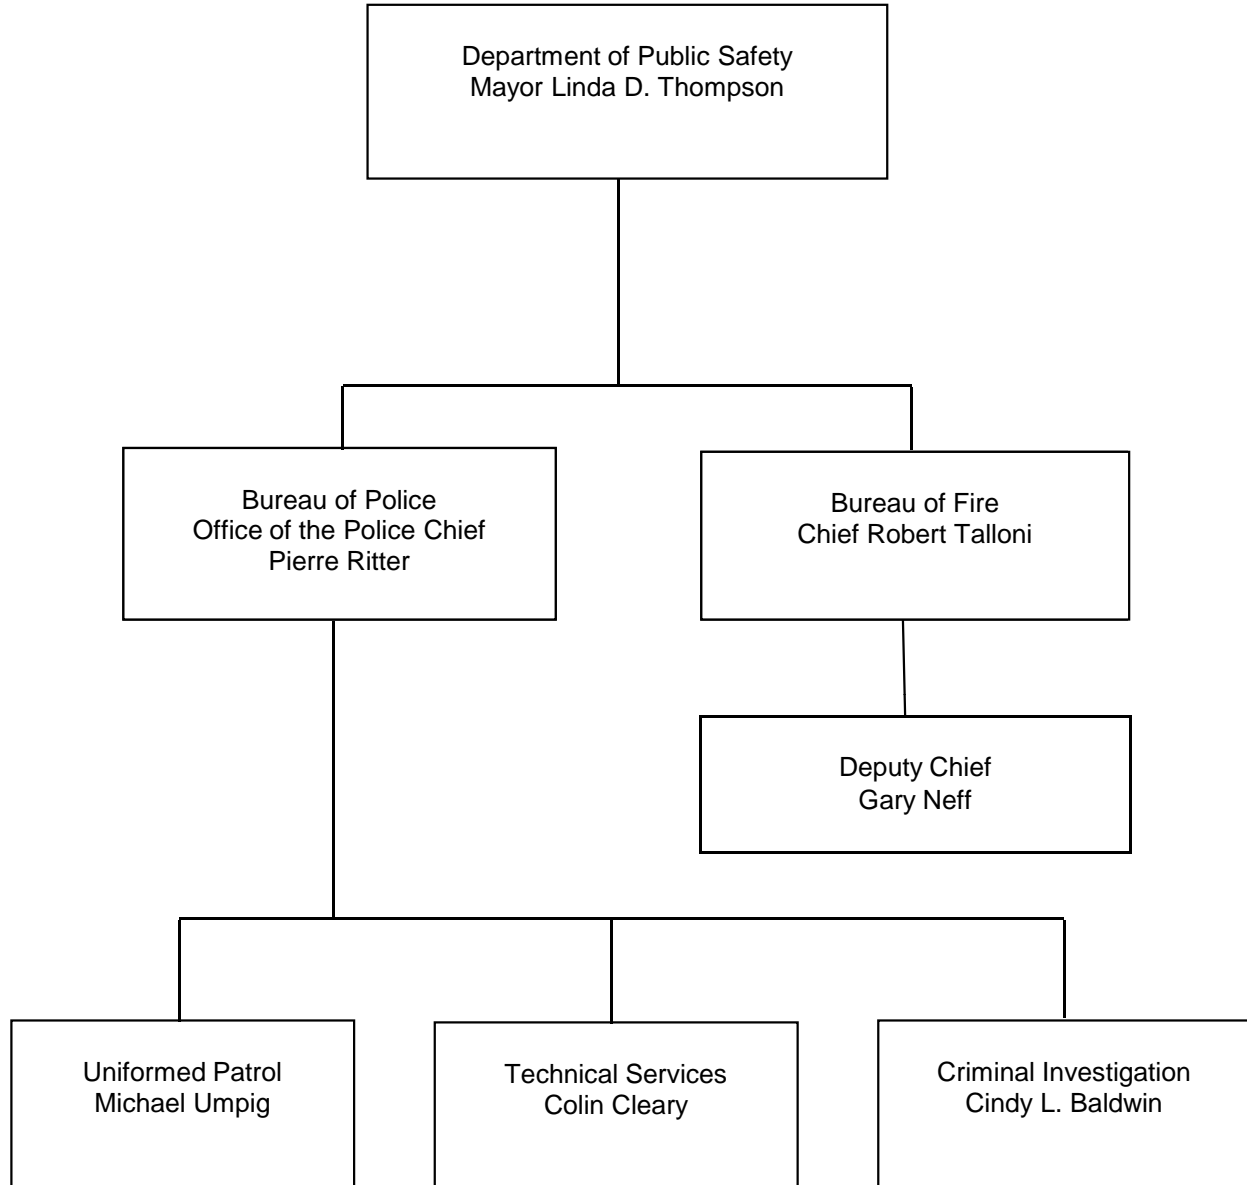 Department of Public Safety
Mayor Linda D. Thompson
Bureau of Police
Office of the Police Chief
Pierre Ritter
Bureau of Fire
Chief Robert Talloni
Deputy Chief
Gary Neff
Uniformed Patrol
Michael Umpig
Technical Services
Colin Cleary
Criminal Investigation
Cindy L. Baldwin